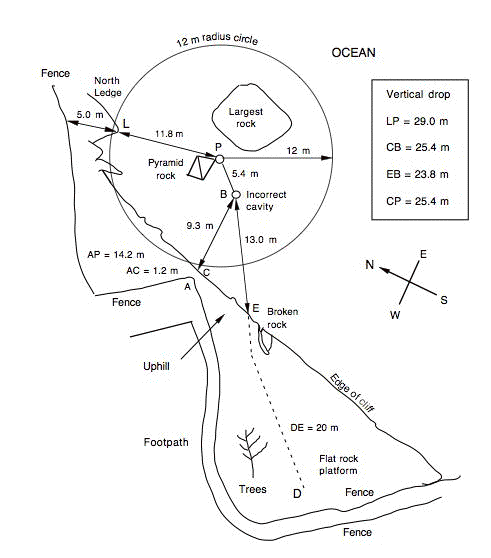 12 m radius circle
OCEAN
Fence
North
Ledge
5.0 m
L
11.8 m
Largest
rock
P
12 m
Pyramid
rock
5.4 m
B
Incorrect
cavity
9.3 m
13.0 m
Vertical drop
LP = 29.0 m
CB = 25.4 m
EB = 23.8 m
CP = 25.4 m
AP = 14.2 m
AC = 1.2 m
C
A
Fence
E
Broken
rock
N
E
S
W
Uphill
Edge of cliff
Footpath
DE = 20 m
Flat rock
platform
Trees
D
Fence
Fence